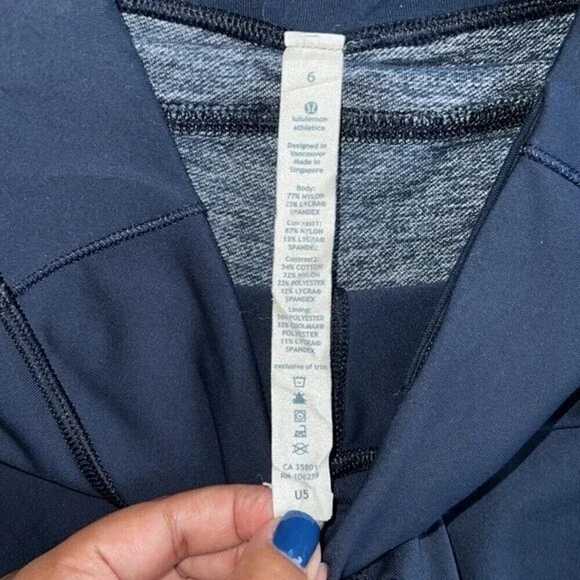 6
lululemon
athletica
Designed in
Vancouver
Made in
Singapore
Body:
77% NYLON
23% LYCRA®
SPANDEX
Contrast1:
87% NYLON
13% LYCRA®
SPANDEX
Contrast2:
34% COTTON
32% NYLON
22% POLYESTER
12% LYCRA®
SPANDEX
Lining:
POLYESTER
33% COOLMAX®
POLYESTER
11% LYCRA®
SPANDEX
exclusive of trim
CA 35801
RN 106259
U5